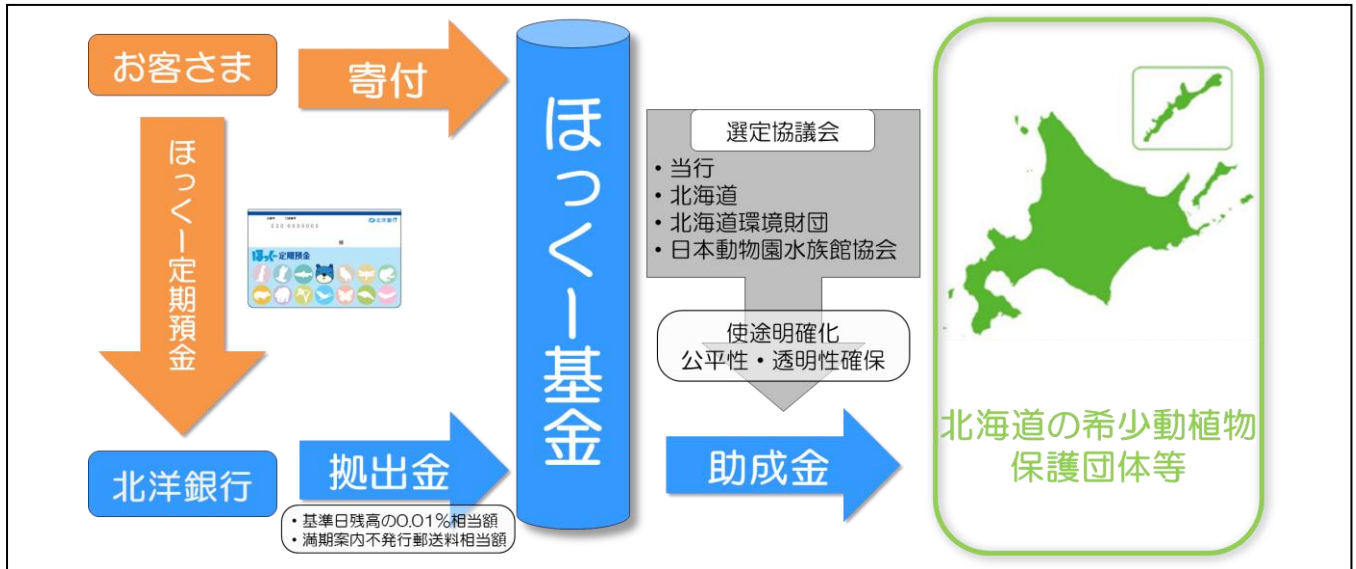 お客さま
寄付
ほっくー定期預金
北洋銀行
ほっくー定期預金
北洋銀行
拠出金
・基準日残高の0.01%相当額
・満期案内不発行郵送料相当額
ほっくー基金
選定協議会
・当行
・北海道
・北海道環境財団
・日本動物園水族館協会
使途明確化
公平性・透明性確保
助成金
北海道の希少動植物
保護団体等